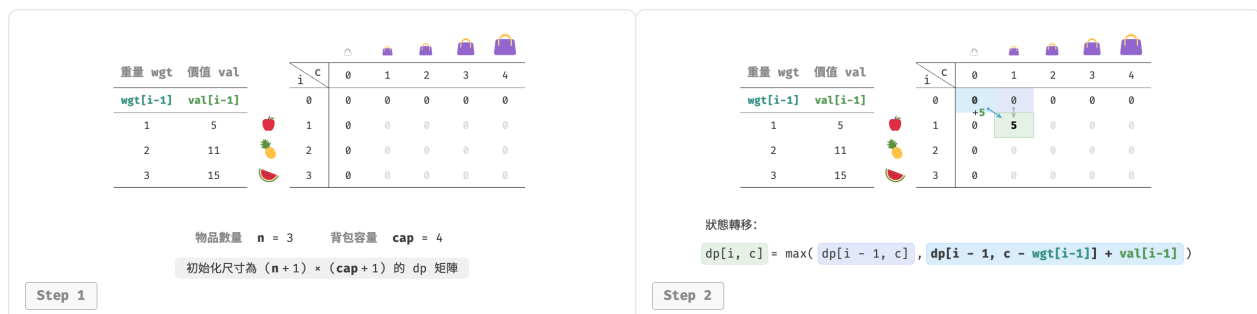 重量 wgt 價值 val
wgt[i-1] val[i-1]
1 5
2 11
3 15
i c 0 1 2 3 4
0 0 0 0 0 0
1 0 0 0 0 0
2 0 0 0 0 0
3 0 0 0 0 0
物品數量 n = 3 背包容量 cap = 4
初始化尺寸為 (n + 1) × (cap + 1) 的 dp 矩陣
Step 1
重量 wgt 價值 val
wgt[i-1] val[i-1]
1 5
2 11
3 15
i c 0 1 2 3 4
0 0 0 0 0 0
+5
1 0 5 0 0 0
2 0 0 0 0 0
3 0 0 0 0 0
狀態轉移：
dp[i, c] = max( dp[i - 1, c] , dp[i - 1, c - wgt[i-1]] + val[i-1] )
Step 2